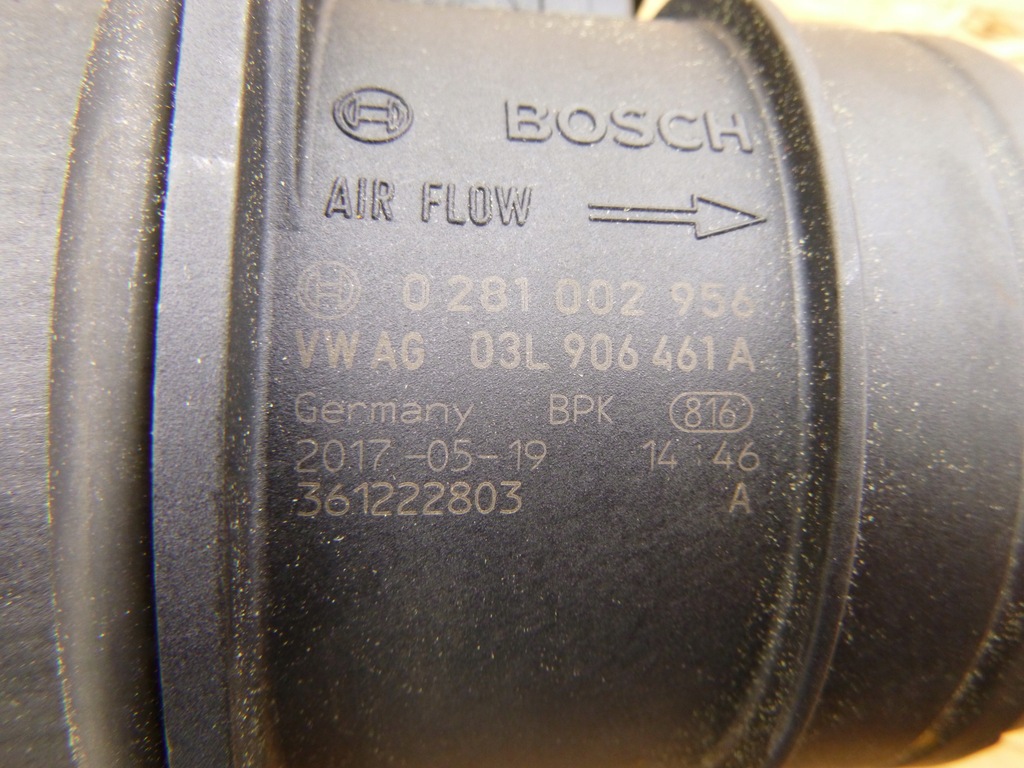 BOSCH
AIR FLOW
0 281 002 956
VW AG 03L 906 461 A
Germany BPK 816
2017-05-19 14 46
361222803 A